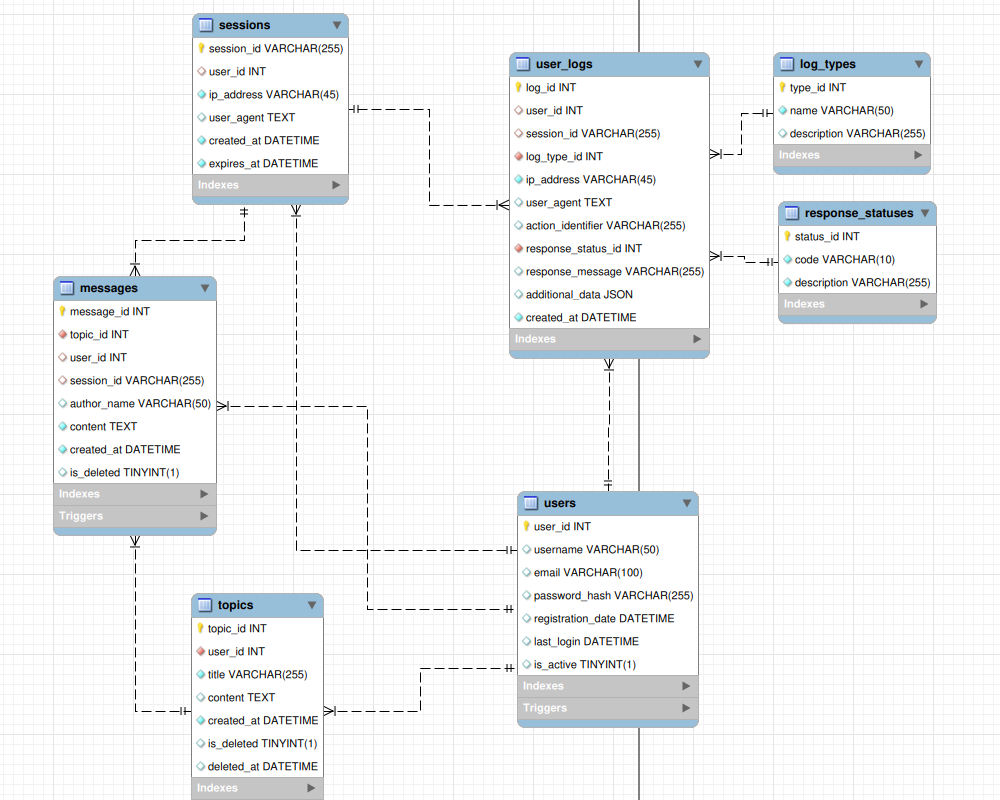 sessions
session_id VARCHAR(255)
user_id INT
ip_address VARCHAR(45)
user_agent TEXT
created_at DATETIME
expires_at DATETIME
Indexes
user_logs
log_id INT
user_id INT
session_id VARCHAR(255)
log_type_id INT
ip_address VARCHAR(45)
user_agent TEXT
action_identifier VARCHAR(255)
response_status_id INT
response_message VARCHAR(255)
additional_data JSON
created_at DATETIME
Indexes
log_types
type_id INT
name VARCHAR(50)
description VARCHAR(255)
Indexes
response_statuses
status_id INT
code VARCHAR(10)
description VARCHAR(255)
Indexes
messages
message_id INT
topic_id INT
user_id INT
session_id VARCHAR(255)
author_name VARCHAR(50)
content TEXT
created_at DATETIME
is_deleted TINYINT(1)
Indexes
Triggers
users
user_id INT
username VARCHAR(50)
email VARCHAR(100)
password_hash VARCHAR(255)
registration_date DATETIME
last_login DATETIME
is_active TINYINT(1)
Indexes
Triggers
topics
topic_id INT
user_id INT
title VARCHAR(255)
content TEXT
created_at DATETIME
is_deleted TINYINT(1)
deleted_at DATETIME
Indexes